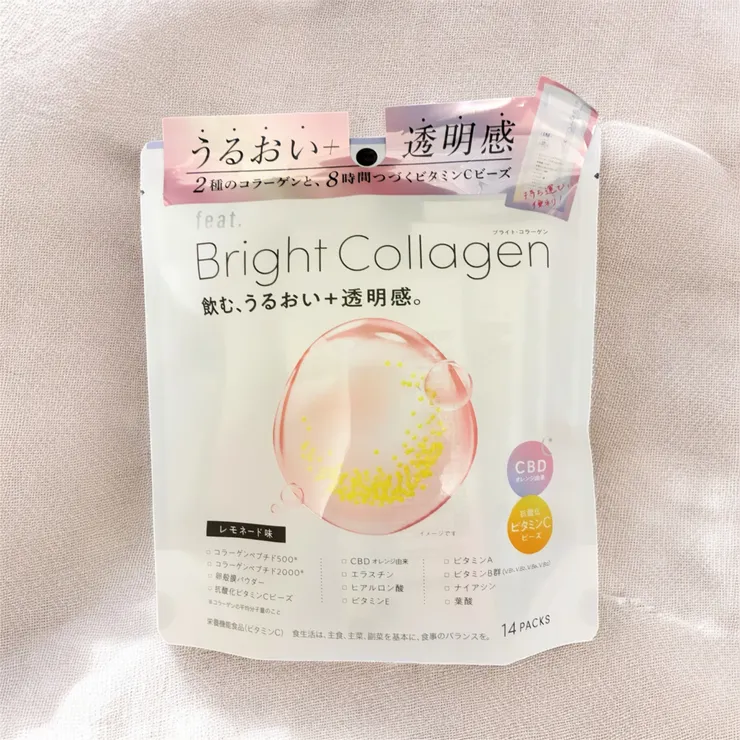 うるおい+ 透明感
2種のコラーゲンと、8時間つづくビタミンCビーズ
持ち運び、
便利!
feat.
ブライト・コラーゲン
Bright Collagen
飲む、うるおい+透明感。
CBD
オレンジ由来
抗酸化
ビタミンC
ビーズ
イメージです
レモネード味
□ コラーゲンペプチド500*
□ コラーゲンペプチド2000*
□ 卵殻膜パウダー
□ 抗酸化ビタミンCビーズ
※コラーゲンの平均分子量のこと
□ CBD オレンジ由来
□ エラスチン
□ ヒアルロン酸
□ ビタミンE
□ ビタミンA
□ ビタミンB群
□ ナイアシン
□ 葉酸
栄養機能食品(ビタミンC) 食生活は、主食、主菜、副菜を基本に、食事のバランスを。
14 PACKS